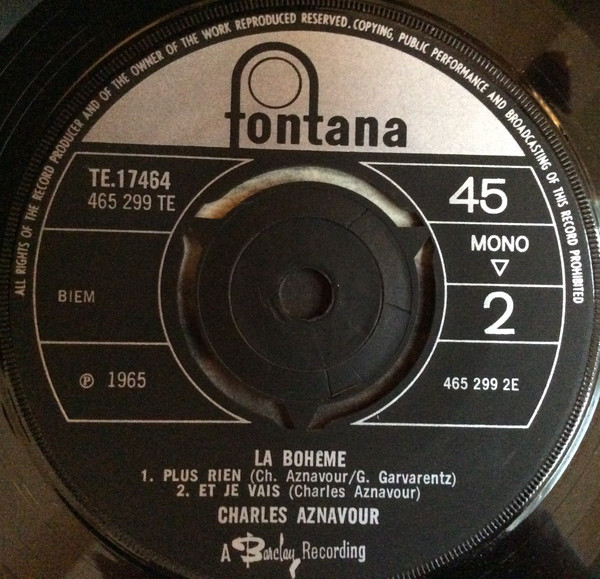 ALL RIGHTS OF THE RECORD PRODUCER AND OF THE OWNER OF THE WORK REPRODUCED RESERVED. COPYING, PUBLIC PERFORMANCE AND BROADCASTING OF THIS RECORD PROHIBITED
fontana
TE.17464
465 299 TE
45
MONO
BIEM
2
℗ 1965
465 299 2E
LA BOHÊME
1. PLUS RIEN (Ch. Aznavour/G. Garvarentz)
2. ET JE VAIS (Charles Aznavour)
CHARLES AZNAVOUR
A Barclay Recording